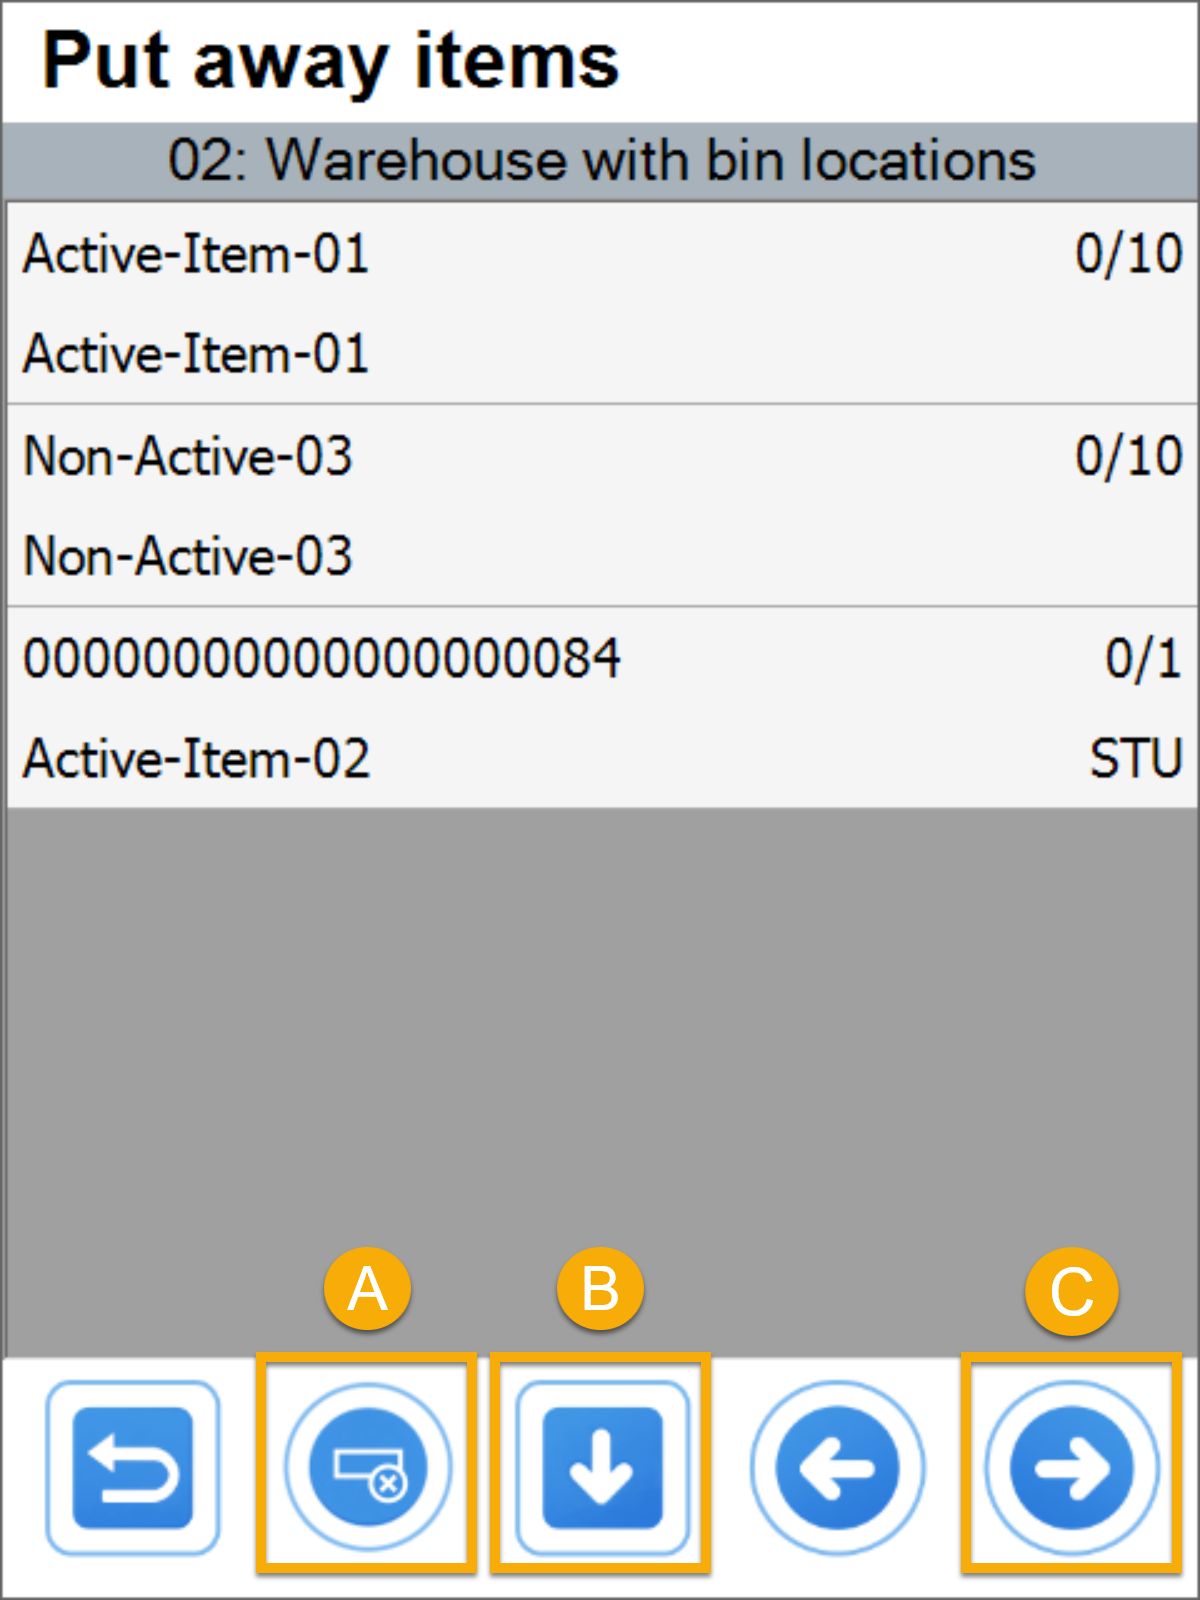 Put away items
02: Warehouse with bin locations
Active-Item-01 0/10
Active-Item-01
Non-Active-03 0/10
Non-Active-03
00000000000000000084 0/1
Active-Item-02 STU
A B C